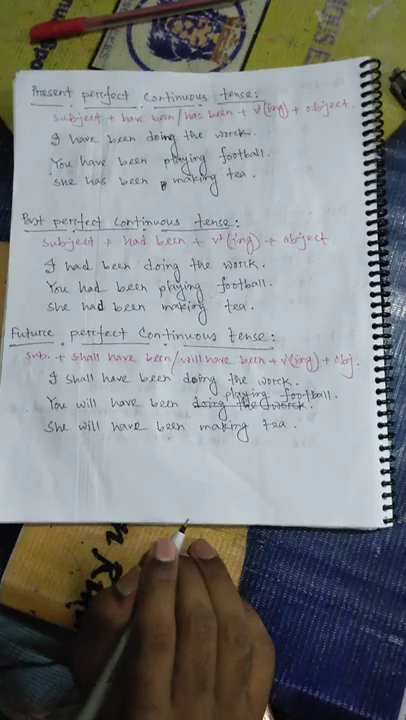 Present perfect continuous tense:
Subject + have been/has been + v(ing) + object.
I have been doing the work.
You have been playing football.
She has been making tea.
Past perfect continuous tense:
Subject + had been + v(ing) + object
I had been doing the work.
You had been playing football.
She had been making tea.
Future perfect continuous tense:
Sub. + shall have been/will have been + v(ing) + obj.
I shall have been doing the work.
playing football.
You will have been doing the work.
She will have been making tea.